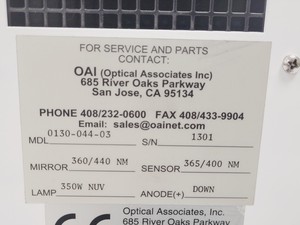 FOR SERVICE AND PARTS
CONTACT:
OAI (Optical Associates Inc)
685 River Oaks Parkway
San Jose, CA 95134
PHONE 408/232-0600 FAX 408/433-9904
Email: sales@oainet.com
MDL 0130-044-03 S/N 1301
MIRROR 360/440 NM SENSOR 365/400 NM
LAMP 350W NUV ANODE(+) DOWN
CE Optical Associates, Inc.
685 River Oaks Parkway